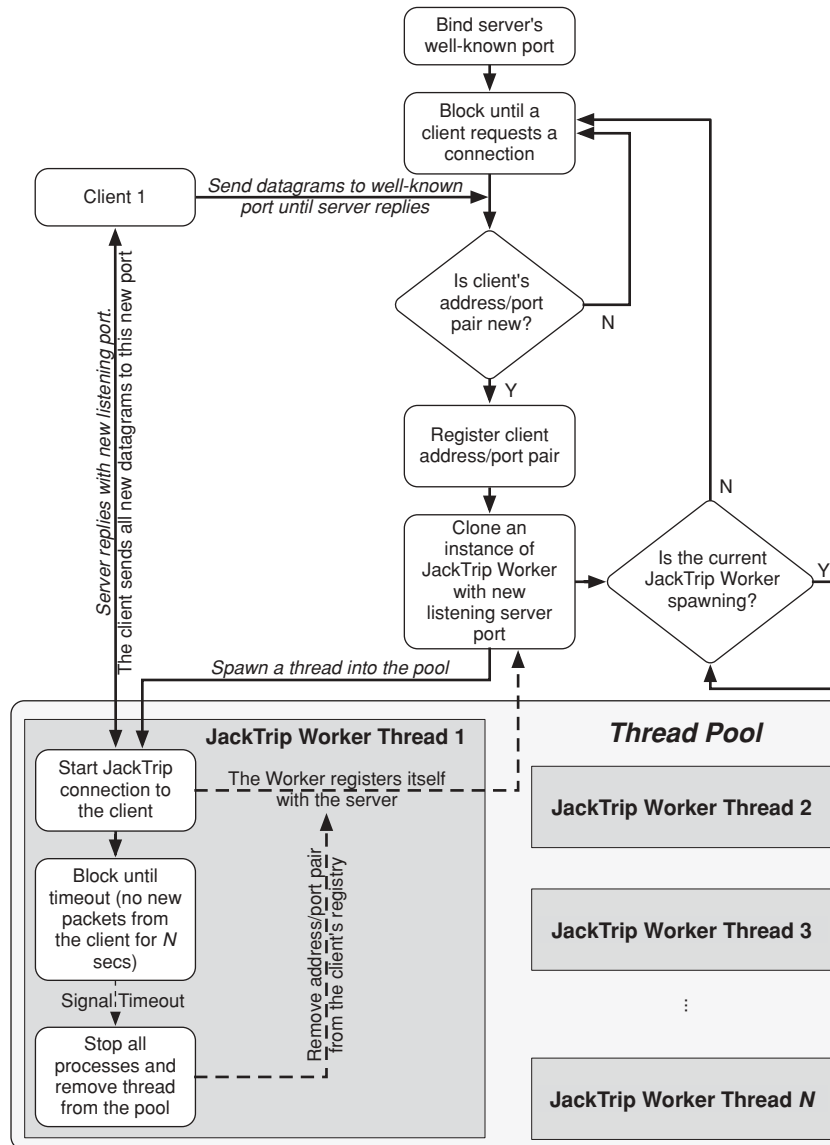 Bind server's
well-known port
Block until a
client requests a
connection
Client 1
Send datagrams to well-known
port until server replies
Is client's
address/port
pair new?
N
Y
Register client
address/port pair
Server replies with new listening port.
The client sends all new datagrams to this new port
Clone an
instance of
JackTrip Worker
with new
listening server
port
N
Is the current
JackTrip Worker
spawning?
Y
Spawn a thread into the pool
JackTrip Worker Thread 1
Start JackTrip
connection to
the client
The Worker registers itself
with the server
Block until
timeout (no new
packets from
the client for N
secs)
Remove address/port pair
from the client's registry
Signal Timeout
Stop all
processes and
remove thread
from the pool
Thread Pool
JackTrip Worker Thread 2
JackTrip Worker Thread 3
...
JackTrip Worker Thread N